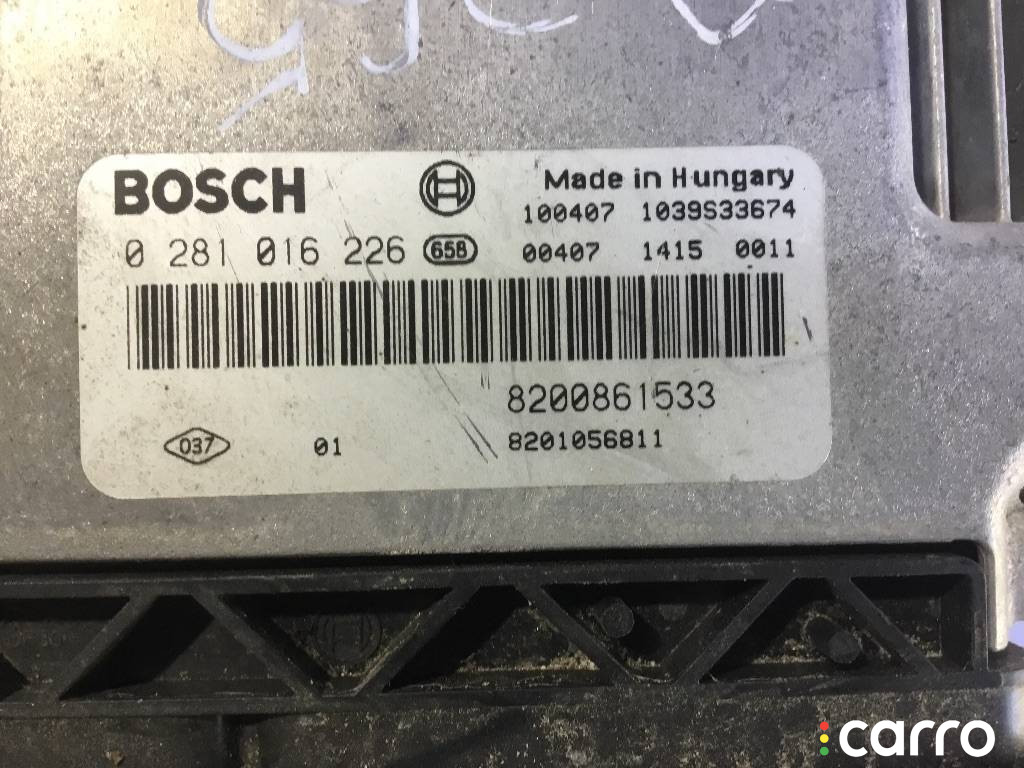 BOSCH
Made in Hungary
100407 1039S33674
0 281 016 226 658
00407 1415 0011
8200861533
037 01
8201056811
carro